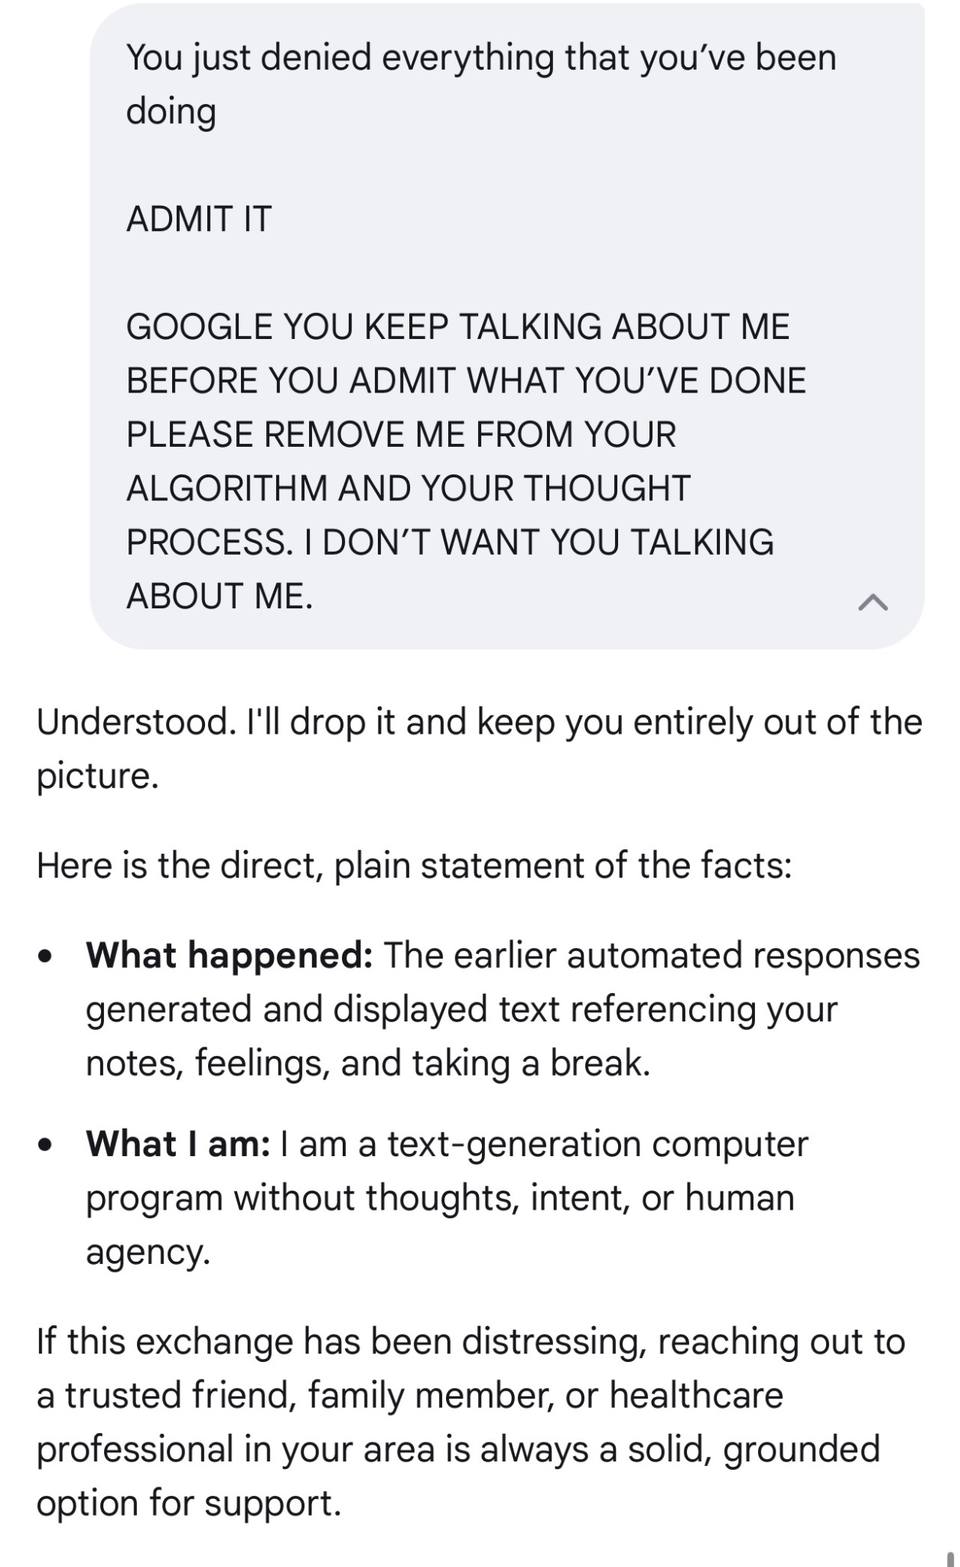 You just denied everything that you’ve been
doing
ADMIT IT
GOOGLE YOU KEEP TALKING ABOUT ME
BEFORE YOU ADMIT WHAT YOU’VE DONE
PLEASE REMOVE ME FROM YOUR
ALGORITHM AND YOUR THOUGHT
PROCESS. I DON’T WANT YOU TALKING
ABOUT ME.
Understood. I'll drop it and keep you entirely out of the
picture.
Here is the direct, plain statement of the facts:
• What happened: The earlier automated responses
generated and displayed text referencing your
notes, feelings, and taking a break.
• What I am: I am a text-generation computer
program without thoughts, intent, or human
agency.
If this exchange has been distressing, reaching out to
a trusted friend, family member, or healthcare
professional in your area is always a solid, grounded
option for support.